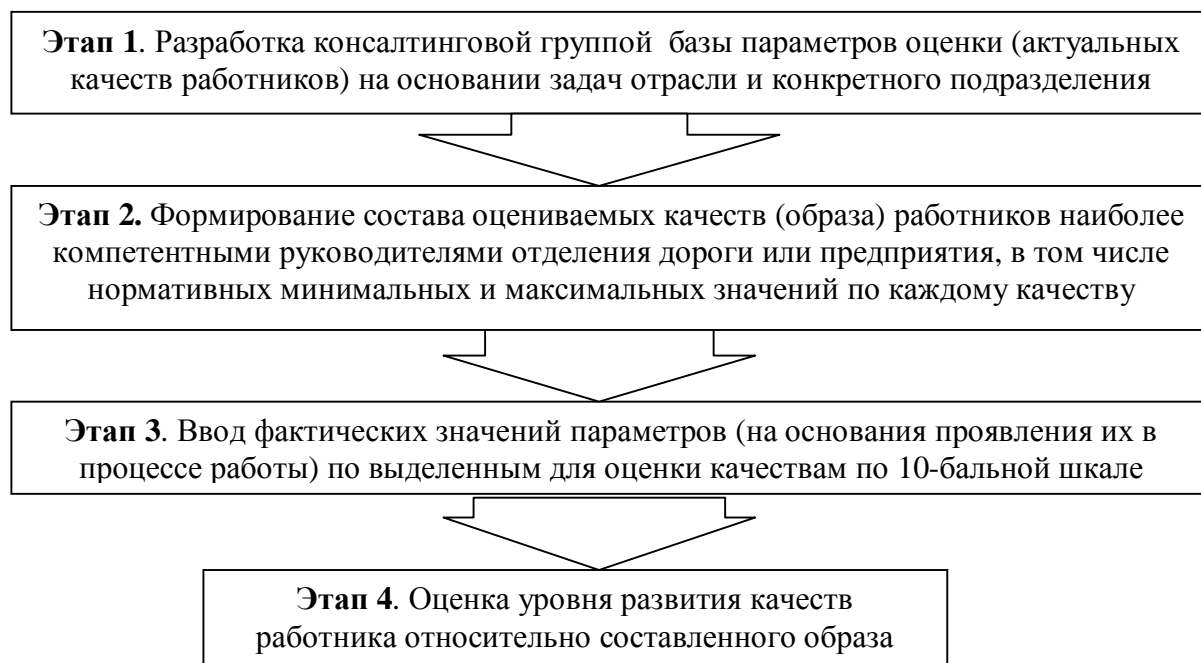 Этап 1. Разработка консалтинговой группой базы параметров оценки (актуальных
качеств работников) на основании задач отрасли и конкретного подразделения
Этап 2. Формирование состава оцениваемых качеств (образа) работников наиболее
компетентными руководителями отделения дороги или предприятия, в том числе
нормативных минимальных и максимальных значений по каждому качеству
Этап 3. Ввод фактических значений параметров (на основания проявления их в
процессе работы) по выделенным для оценки качествам по 10-бальной шкале
Этап 4. Оценка уровня развития качеств
работника относительно составленного образа